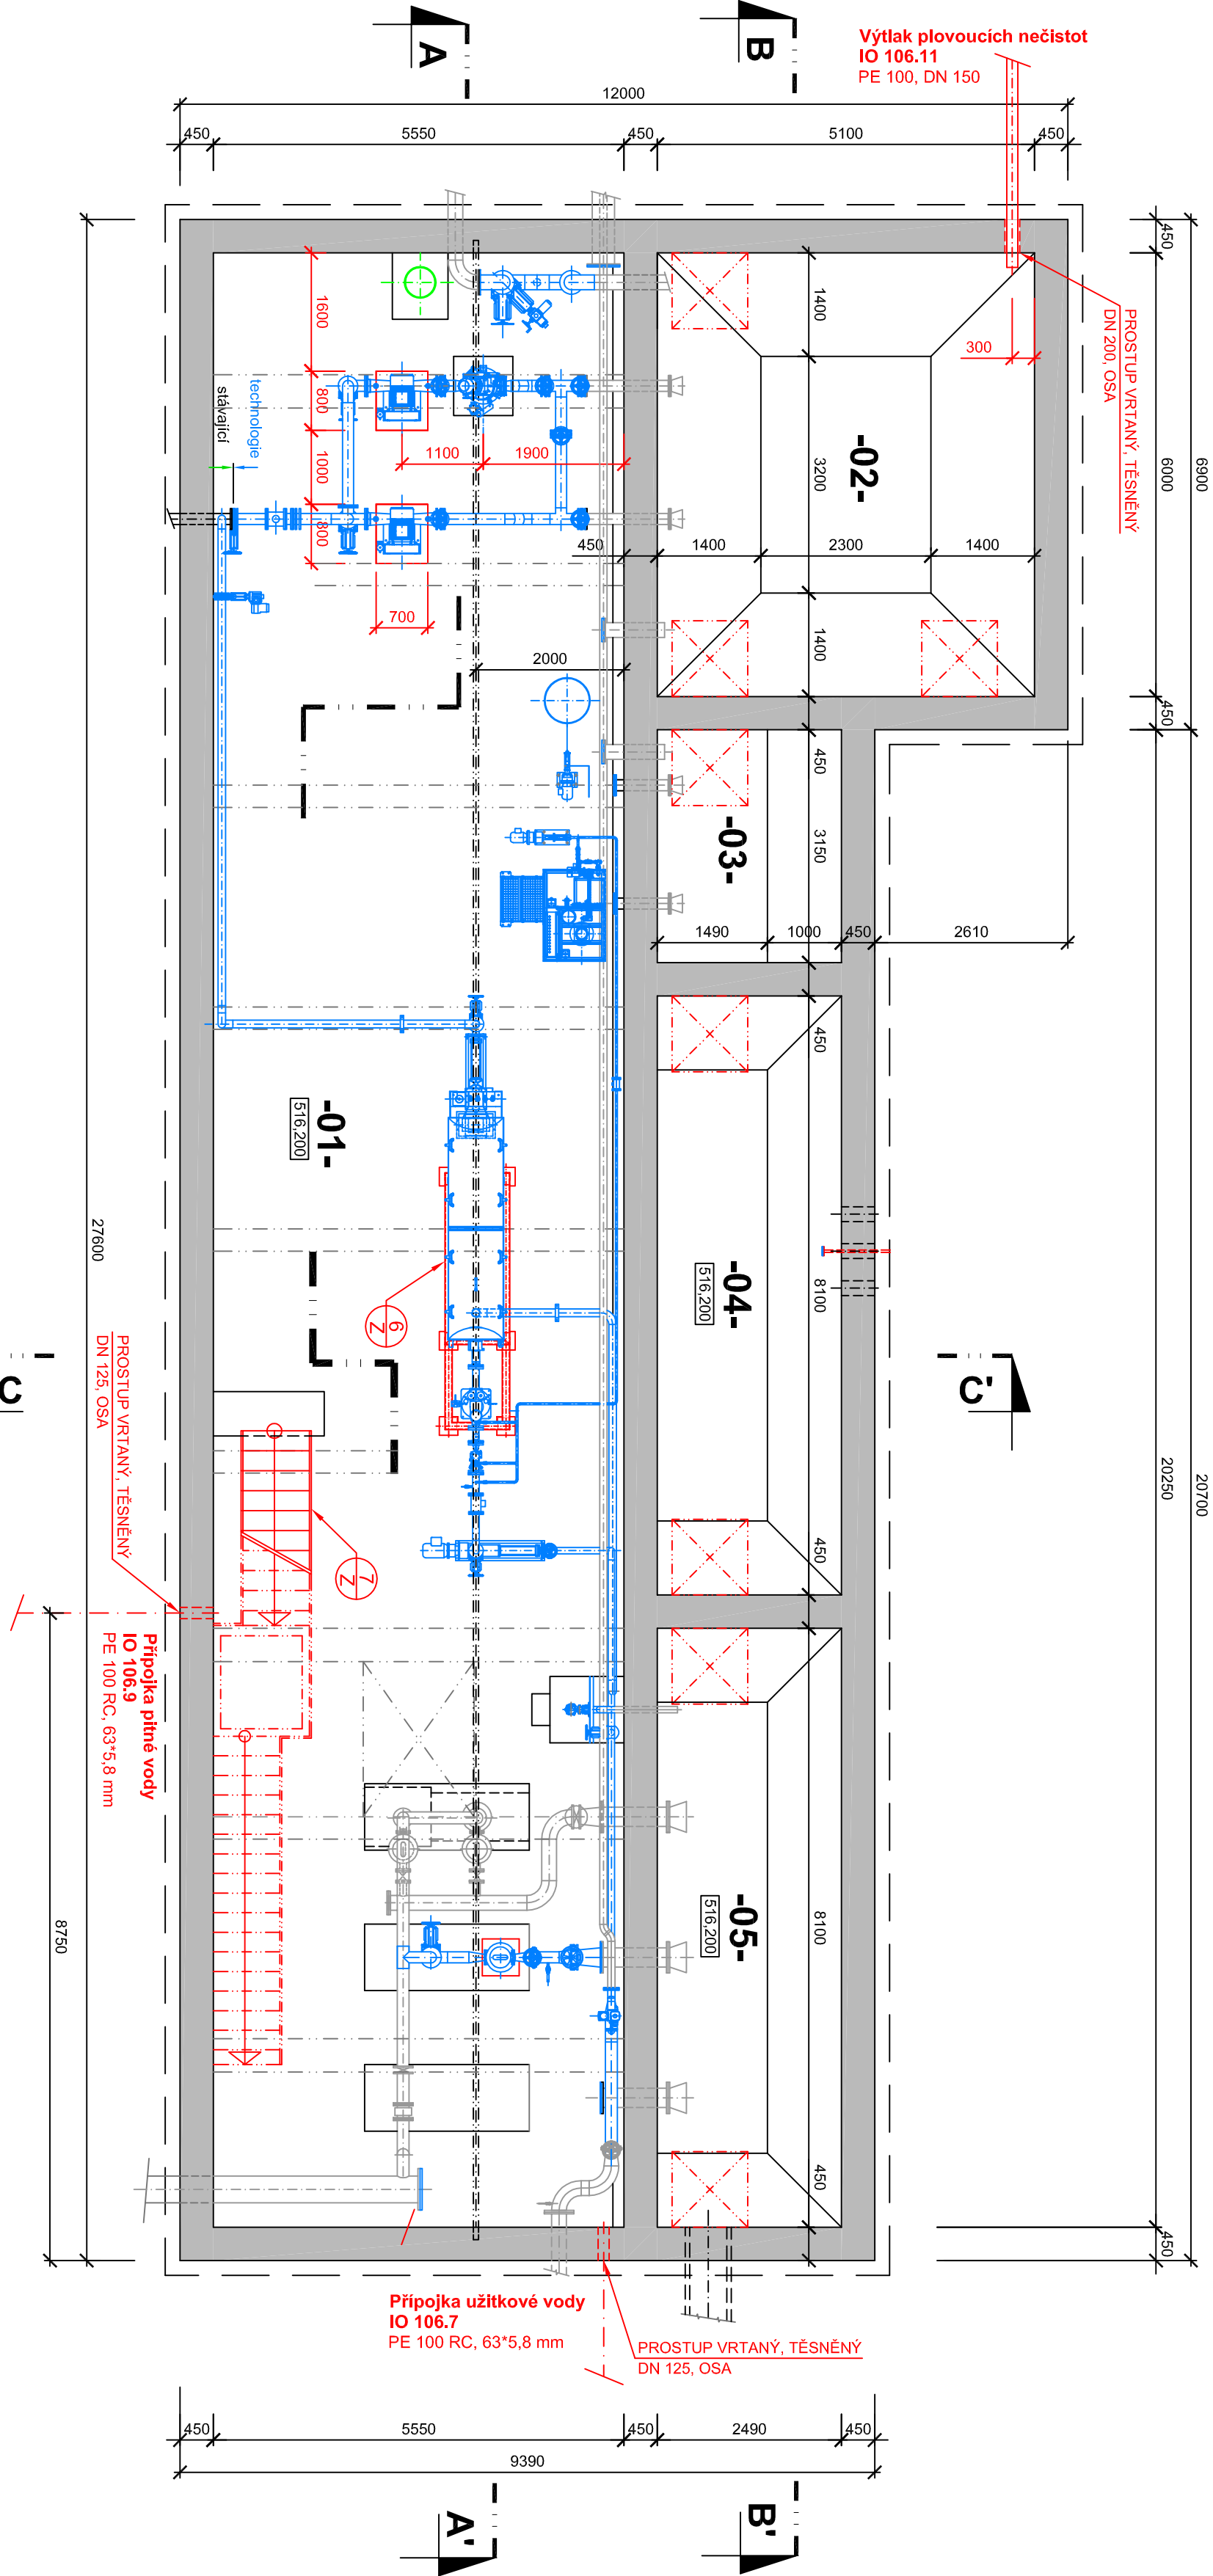 A
B
Výtlak plovoucích nečistot
IO 106.11
PE 100, DN 150
12000
450
5550
450
5100
450
450
6900
6000
450
PROSTUP VRTANÝ, TĚSNĚNÝ
DN 200, OSA
300
1400
3200
1400
-02-
1600
800
1000
800
technologie
stávající
1100
1900
450
1400
2300
1400
700
2000
450
3150
-03-
1490
1000
450
2610
450
-01-
516,200
8100
-04-
516,200
6
Z
27600
C
C'
20250
20700
PROSTUP VRTANÝ, TĚSNĚNÝ
DN 125, OSA
7
Z
450
Přípojka pitné vody
IO 106.9
PE 100 RC, 63*5,8 mm
8750
8100
-05-
516,200
450
450
Přípojka užitkové vody
IO 106.7
PE 100 RC, 63*5,8 mm
PROSTUP VRTANÝ, TĚSNĚNÝ
DN 125, OSA
450
5550
450
2490
450
9390
A'
B'